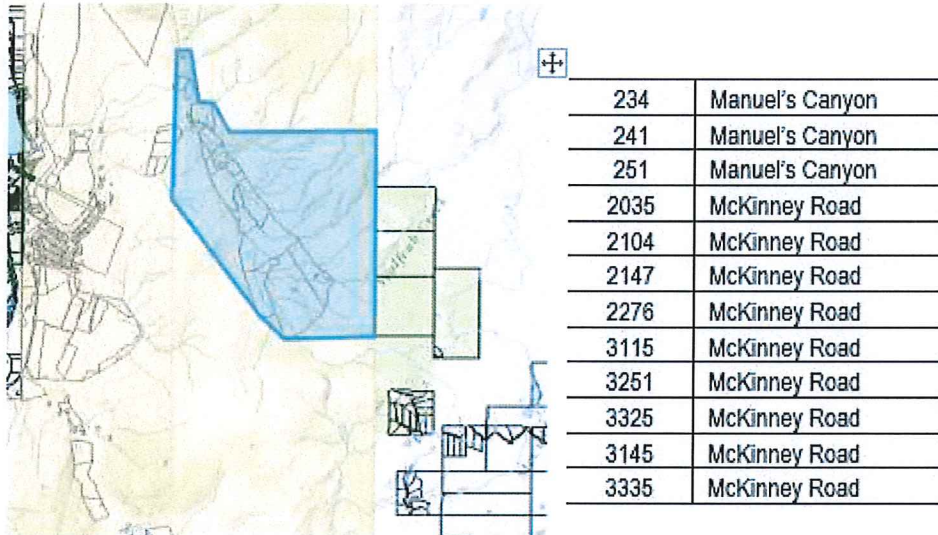 234 Manuel's Canyon
241 Manuel's Canyon
251 Manuel's Canyon
2035 McKinney Road
2104 McKinney Road
2147 McKinney Road
2276 McKinney Road
3115 McKinney Road
3251 McKinney Road
3325 McKinney Road
3145 McKinney Road
3335 McKinney Road